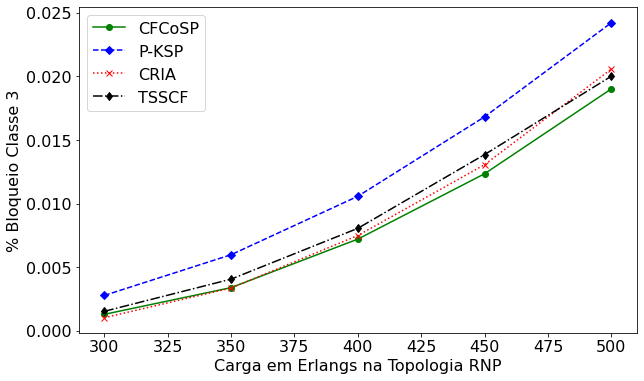 CFCoSP
P-KSP
CRIA
TSSCF
% Bloqueio Classe 3
0.025
0.020
0.015
0.010
0.005
0.000
300 325 350 375 400 425 450 475 500
Carga em Erlangs na Topologia RNP